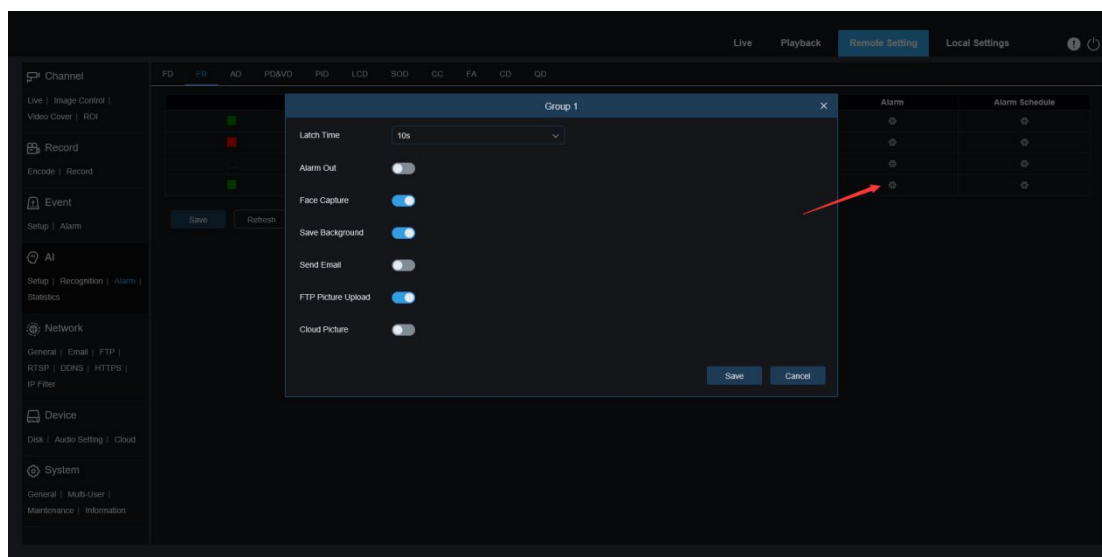 Live Playback Remote Setting Local Settings
Channel
Live | Image Control |
Video Cover | ROI
Record
Encode | Record
Event
Setup | Alarm
AI
Setup | Recognition | Alarm |
Statistics
Network
General | Email | FTP |
RTSP | DDNS | HTTPS |
IP Filter
Device
Disk | Audio Setting | Cloud
System
General | Multi-User |
Maintenance | Information
FD FR AD PD&VD PID LCD SOD CC FA CD QD
Alarm Alarm Schedule
Save Refresh
Group 1
Latch Time 10s
Alarm Out
Face Capture
Save Background
Send Email
FTP Picture Upload
Cloud Picture
Save Cancel